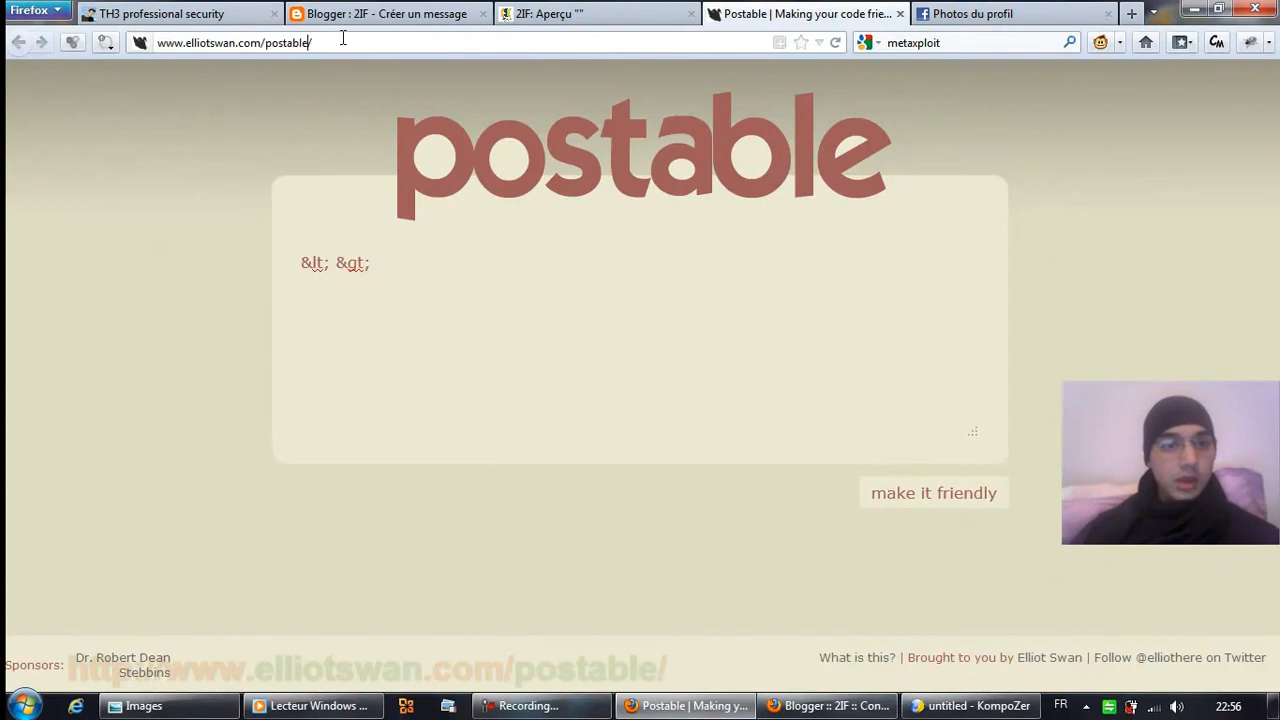 Firefox
TH3 professional security
Blogger : 2IF - Créer un message
2IF: Aperçu ""
Postable | Making your code frie...
Photos du profil
www.elliotswan.com/postable/
metaxploit
postable
&lt; &gt;
make it friendly
Sponsors:
Dr. Robert Dean
Stebbins
http://www.elliotswan.com/postable/
What is this? | Brought to you by Elliot Swan | Follow @elliothere on Twitter
Images
Lecteur Windows ...
Recording...
Postable | Making y...
Blogger :: 2IF :: Con...
untitled - KompoZer
FR
22:56